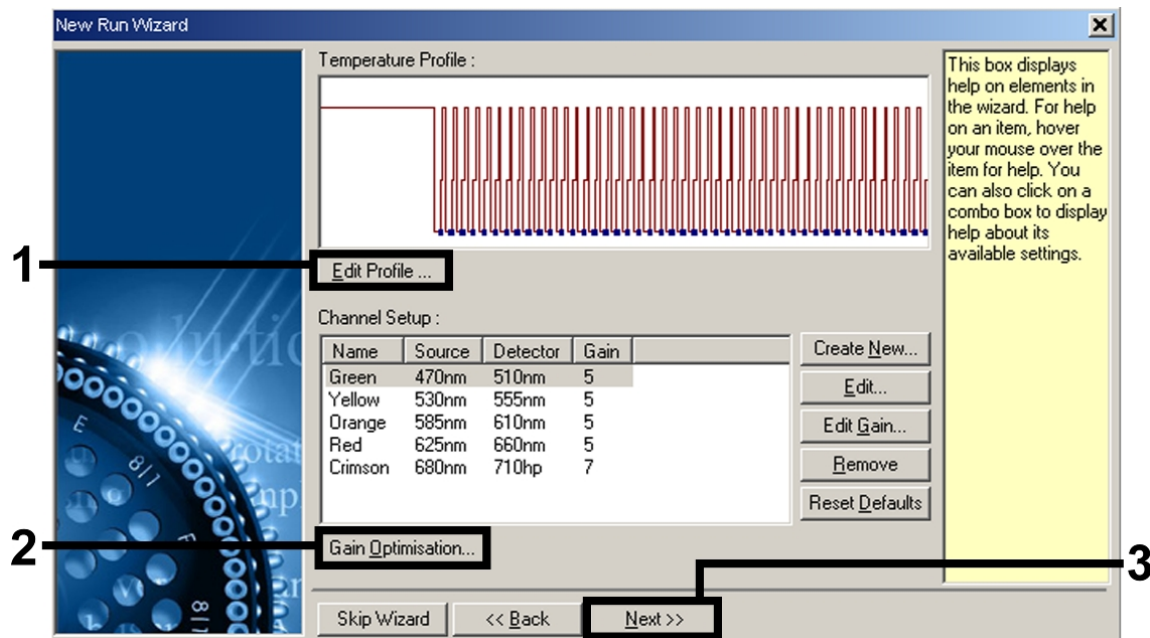 New Run Wizard
Temperature Profile :
This box displays
help on elements in
the wizard. For help
on an item, hover
your mouse over the
item for help. You
can also click on a
combo box to display
help about its
available settings.
1
Edit Profile ...
Channel Setup :
Name Source Detector Gain
Green 470nm 510nm 5
Yellow 530nm 555nm 5
Orange 585nm 610nm 5
Red 625nm 660nm 5
Crimson 680nm 710hp 7
Create New...
Edit...
Edit Gain...
Remove
Reset Defaults
2
Gain Optimisation...
3
Skip Wizard
<< Back
Next >>